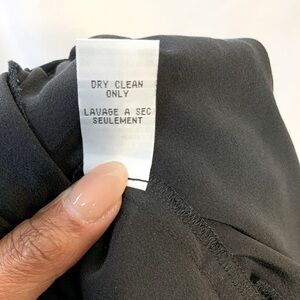 DRY CLEAN
ONLY
LAVAGE A SEC
SEULEMENT